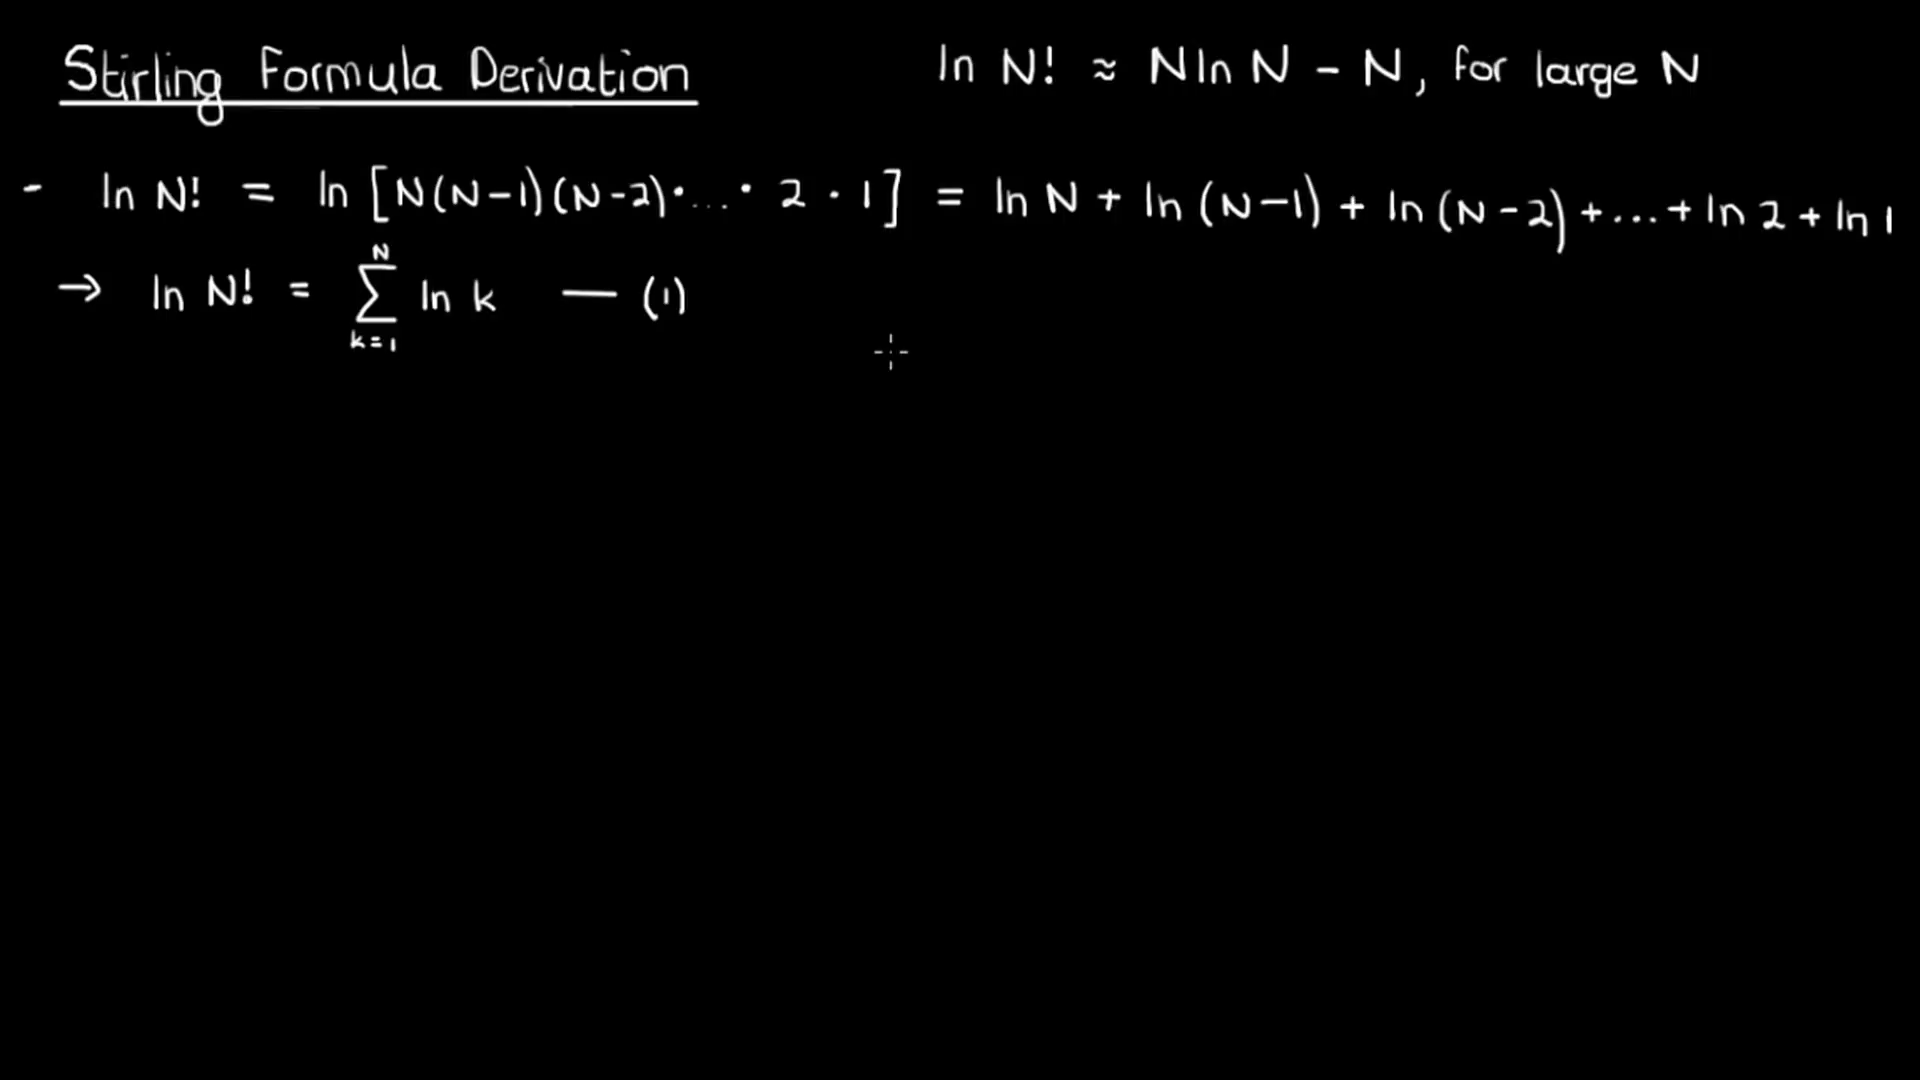 Stirling Formula Derivation
ln N! ≈ N ln N - N, for large N
- ln N! = ln [N(N-1)(N-2)·...· 2 · 1] = ln N + ln (N-1) + ln (N-2) + ... + ln 2 + ln 1
→ ln N! = ∑_{k=1}^{N} ln k — (1)